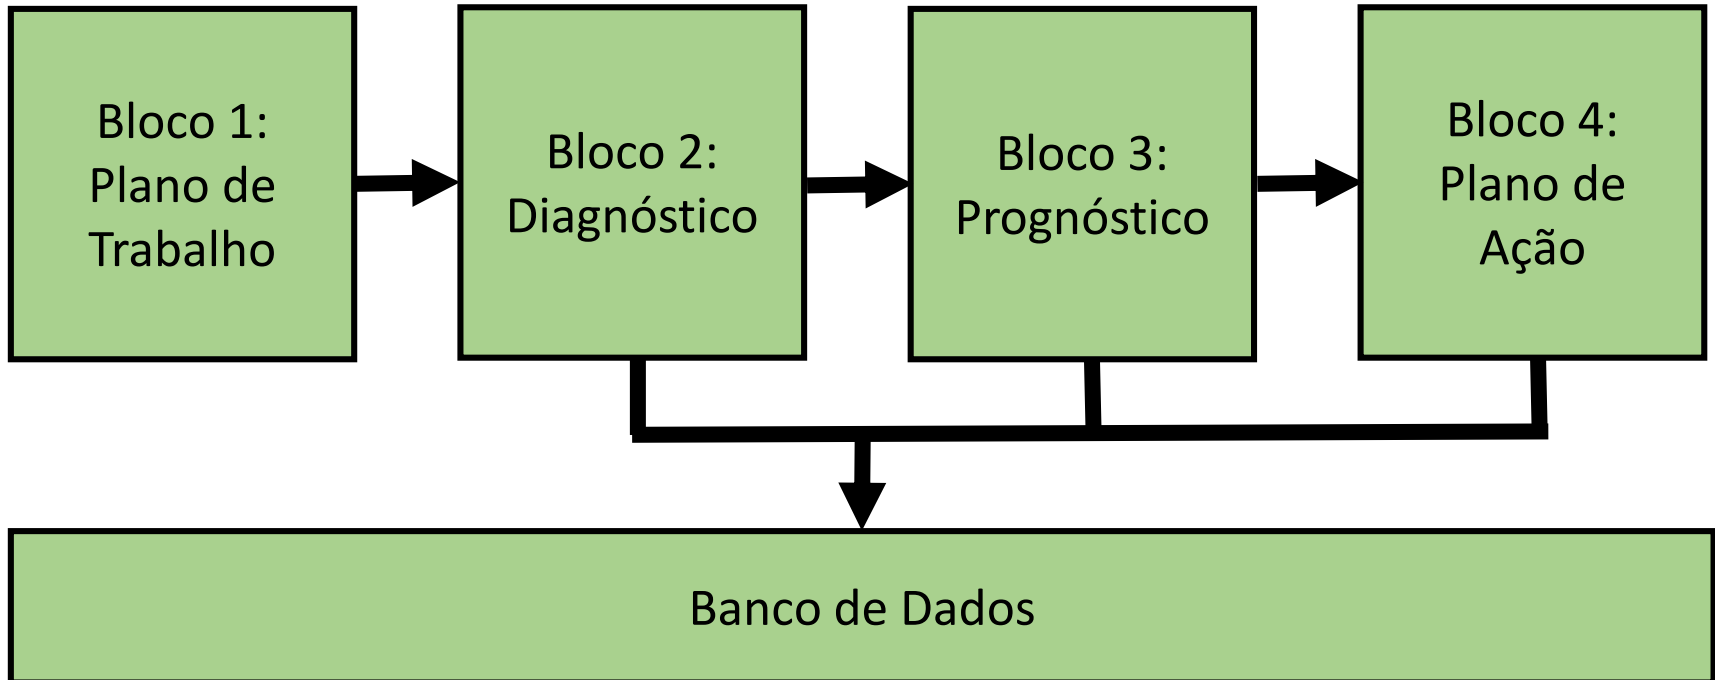 Bloco 1:
Plano de
Trabalho
Bloco 2:
Diagnóstico
Bloco 3:
Prognóstico
Bloco 4:
Plano de
Ação
Banco de Dados